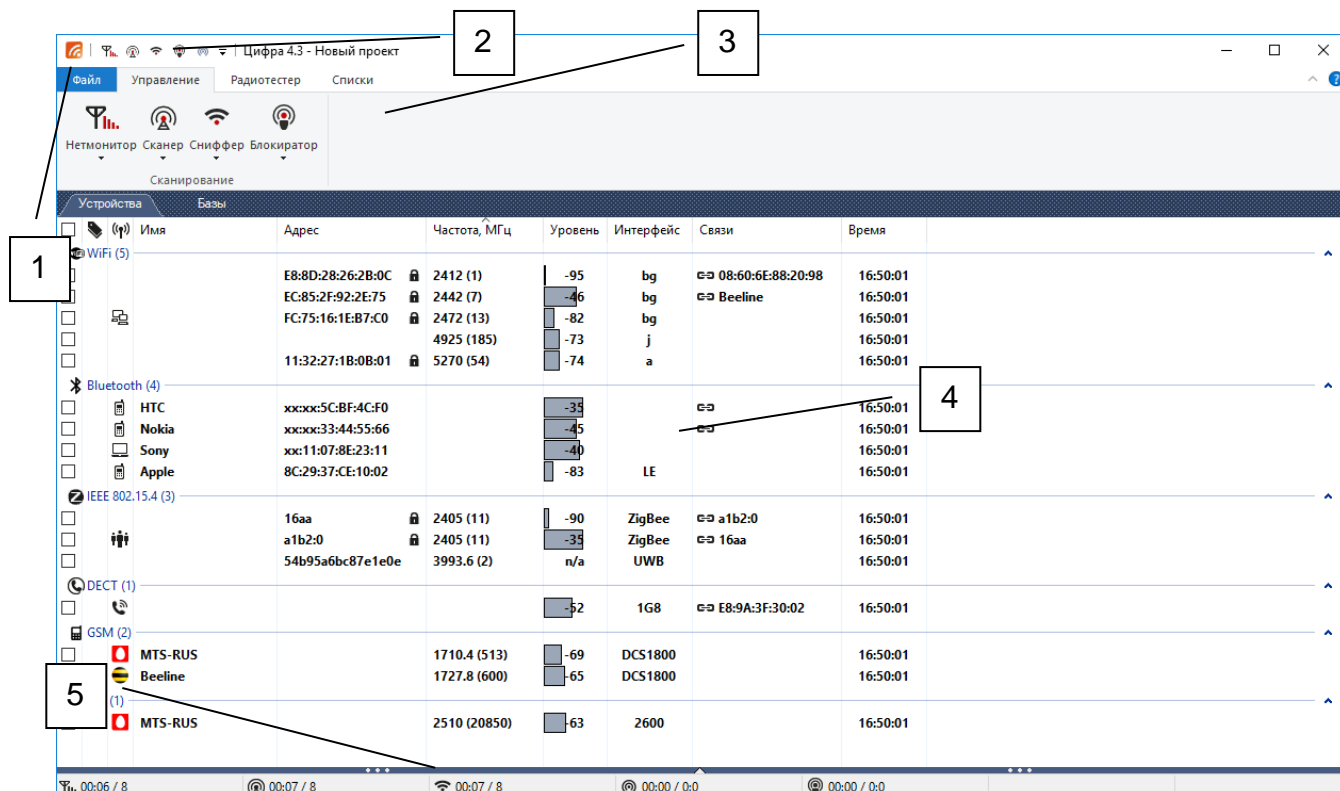 2
3
Цифра 4.3 - Новый проект
Файл Управление Радиотестер Списки
Нетмонитор Сканер Сниффер Блокиратор
Сканирование
Устройства Базы
Имя Адрес Частота, МГц Уровень Интерфейс Связи Время
1
WiFi (5)
E8:8D:28:26:2B:0C 2412 (1) -95 bg 08:60:6E:88:20:98 16:50:01
EC:85:2F:92:2E:75 2442 (7) -46 bg Beeline 16:50:01
FC:75:16:1E:B7:C0 2472 (13) -82 bg 16:50:01
4925 (185) -73 j 16:50:01
11:32:27:1B:0B:01 5270 (54) -74 a 16:50:01
Bluetooth (4)
4
HTC xx:xx:5C:BF:4C:F0 -35 16:50:01
Nokia xx:xx:33:44:55:66 -45 16:50:01
Sony xx:11:07:8E:23:11 -40 16:50:01
Apple 8C:29:37:CE:10:02 -83 LE 16:50:01
IEEE 802.15.4 (3)
16aa 2405 (11) -90 ZigBee a1b2:0 16:50:01
a1b2:0 2405 (11) -35 ZigBee 16aa 16:50:01
54b95a6bc87e1e0e 3993.6 (2) n/a UWB 16:50:01
DECT (1)
-52 1G8 E8:9A:3F:30:02 16:50:01
GSM (2)
MTS-RUS 1710.4 (513) -69 DCS1800 16:50:01
Beeline 1727.8 (600) -65 DCS1800 16:50:01
5
(1)
MTS-RUS 2510 (20850) -63 2600 16:50:01
00:06 / 8 00:07 / 8 00:07 / 8 00:00 / 0:0 00:00 / 0:0